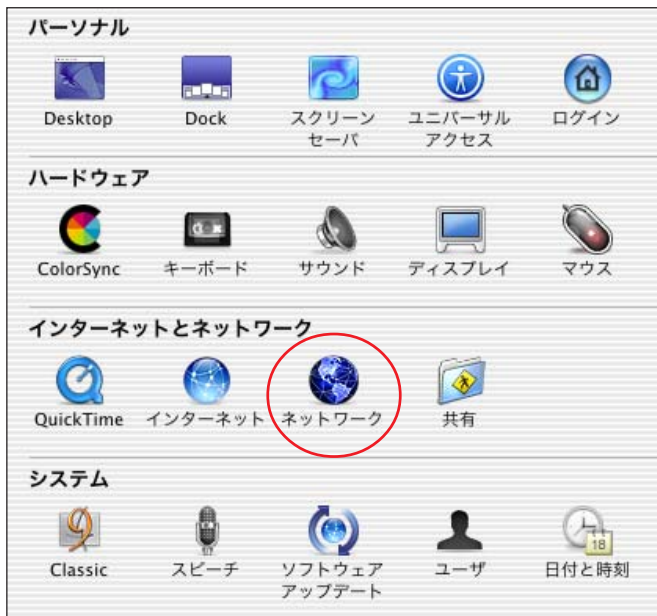 パーソナル
Desktop Dock スクリーン ユニバーサル ログイン
セーバ アクセス
ハードウェア
ColorSync キーボード サウンド ディスプレイ マウス
インターネットとネットワーク
QuickTime インターネット ネットワーク 共有
システム
9
18
Classic スピーチ ソフトウェア ユーザ 日付と時刻
アップデート